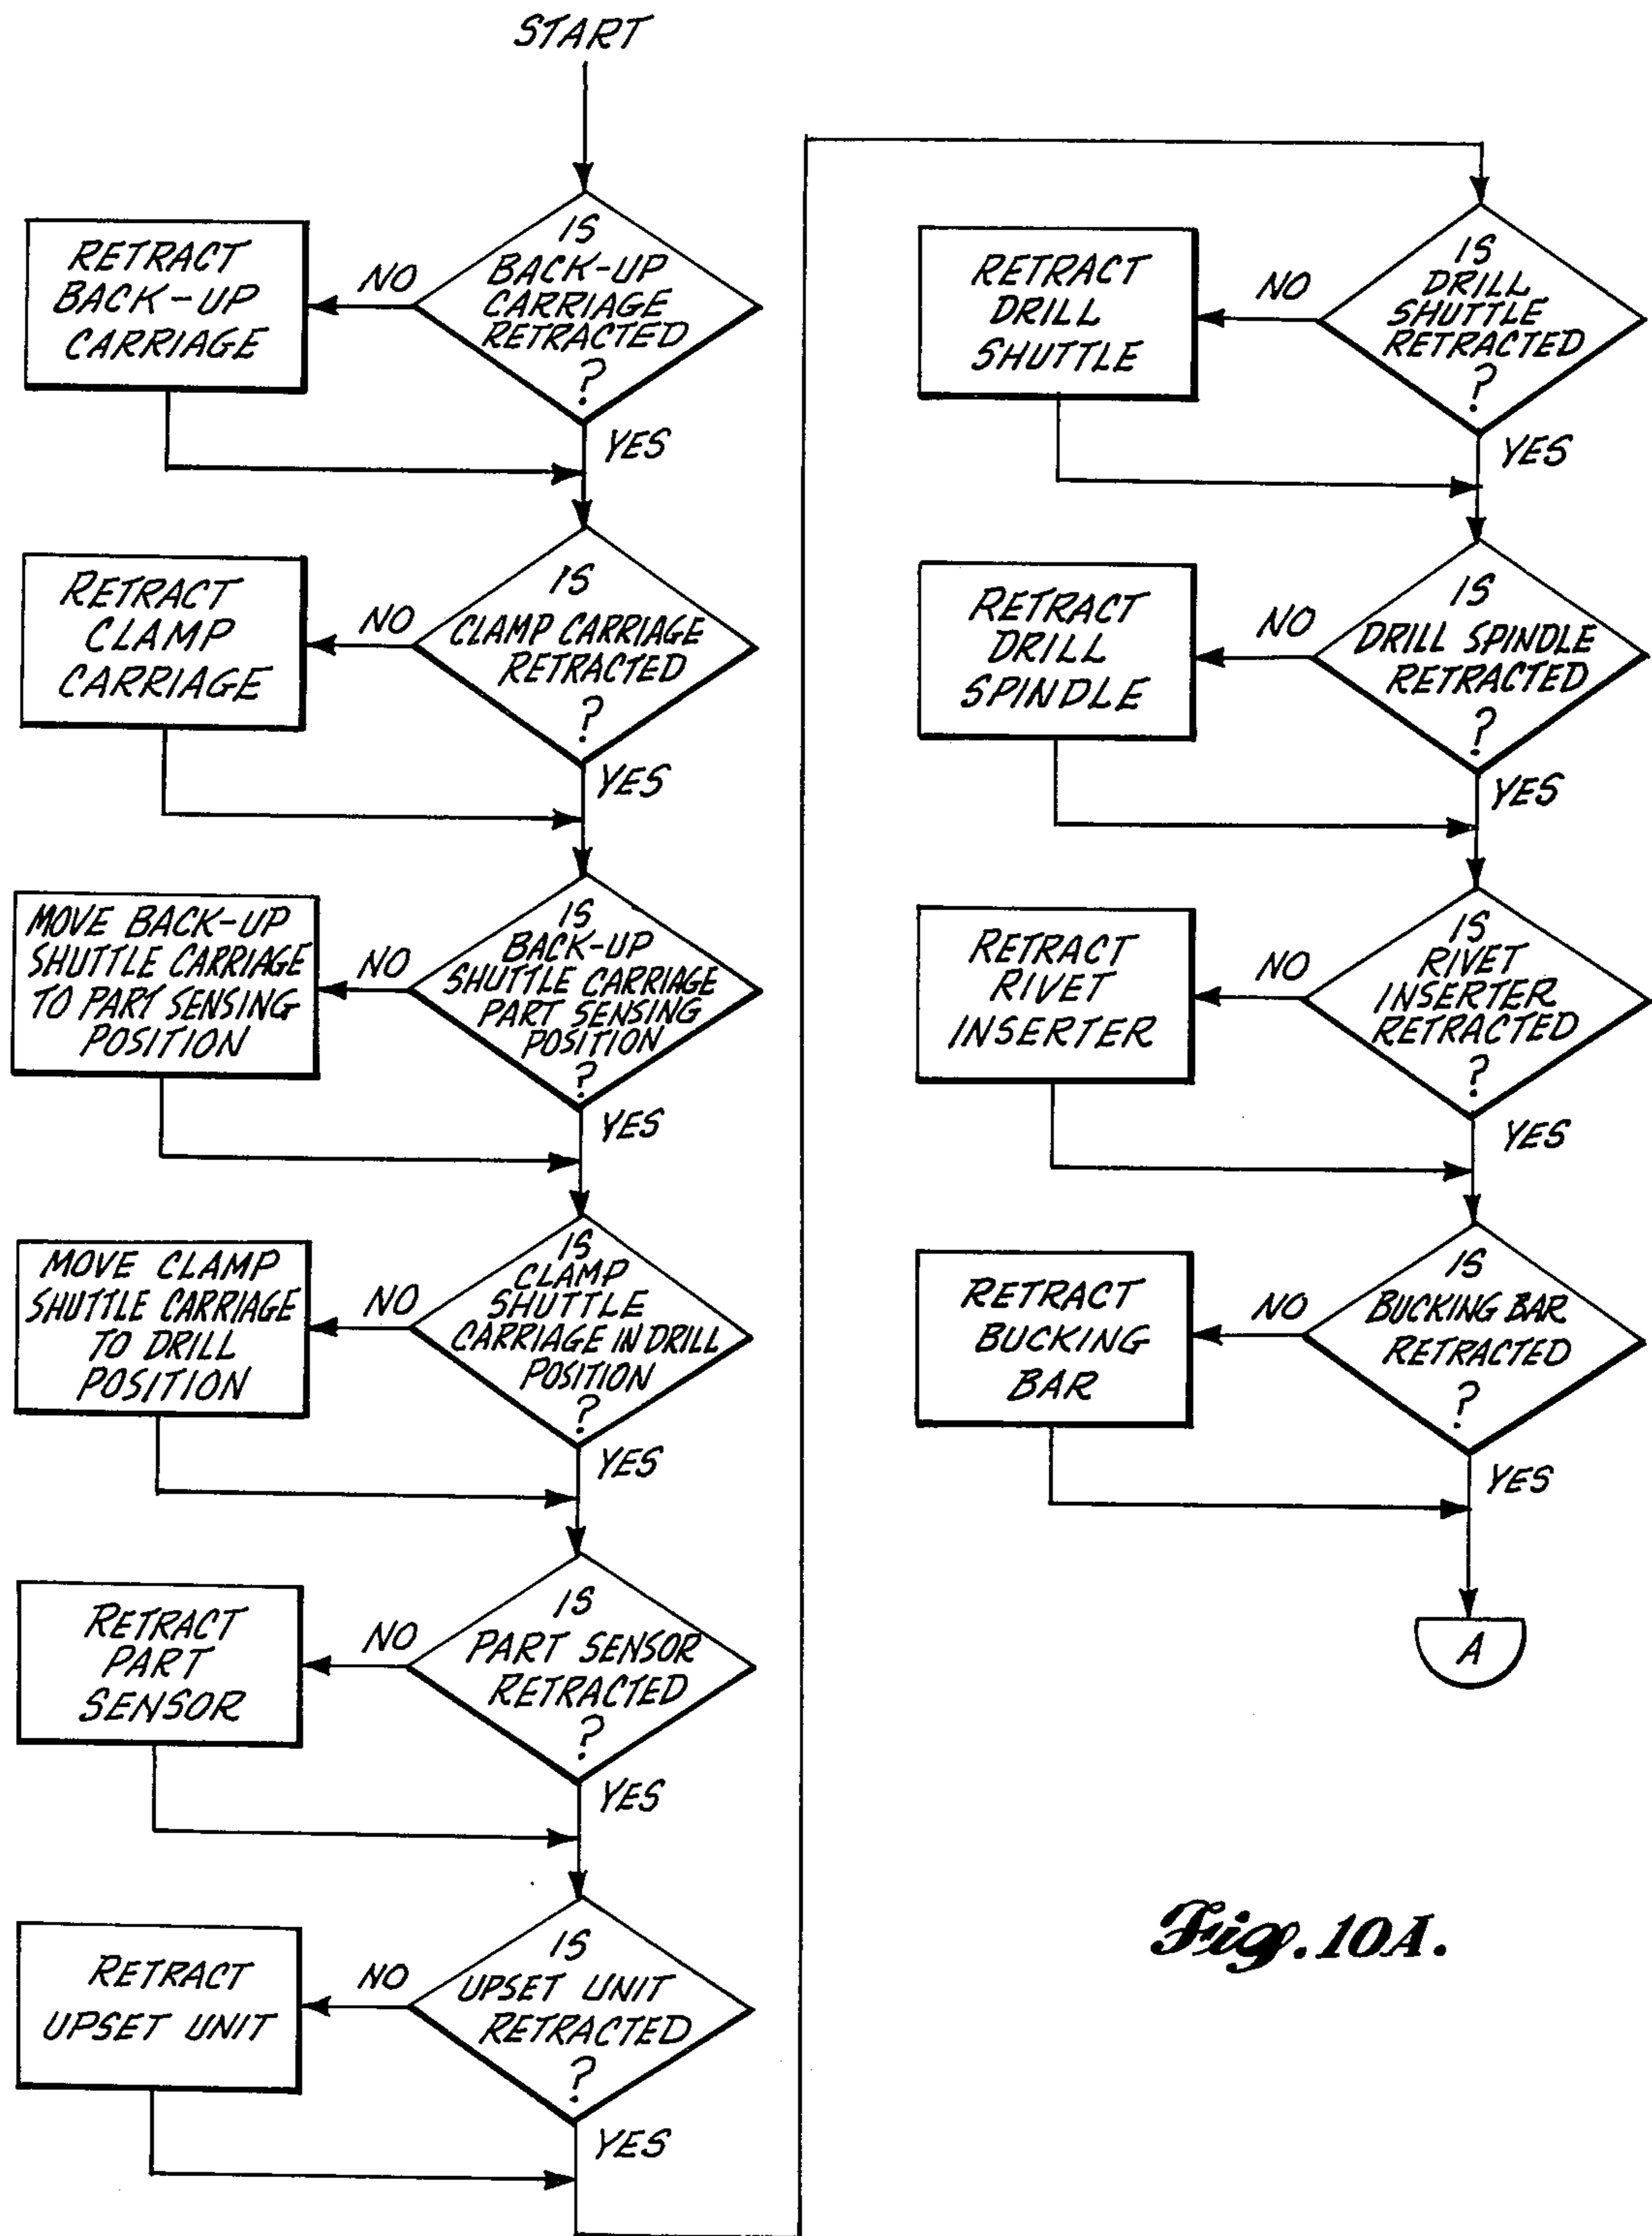 START
IS
BACK-UP
CARRIAGE
RETRACTED
?
NO
RETRACT
BACK-UP
CARRIAGE
YES
IS
CLAMP CARRIAGE
RETRACTED
?
NO
RETRACT
CLAMP
CARRIAGE
YES
IS
BACK-UP
SHUTTLE CARRIAGE
PART SENSING
POSITION
?
NO
MOVE BACK-UP
SHUTTLE CARRIAGE
TO PART SENSING
POSITION
YES
IS
CLAMP
SHUTTLE
CARRIAGE IN DRILL
POSITION
?
NO
MOVE CLAMP
SHUTTLE CARRIAGE
TO DRILL
POSITION
YES
IS
PART SENSOR
RETRACTED
?
NO
RETRACT
PART
SENSOR
YES
IS
UPSET UNIT
RETRACTED
?
NO
RETRACT
UPSET UNIT
YES
IS
DRILL
SHUTTLE
RETRACTED
?
NO
RETRACT
DRILL
SHUTTLE
YES
IS
DRILL SPINDLE
RETRACTED
?
NO
RETRACT
DRILL
SPINDLE
YES
IS
RIVET
INSERTER
RETRACTED
?
NO
RETRACT
RIVET
INSERTER
YES
IS
BUCKING BAR
RETRACTED
?
NO
RETRACT
BUCKING
BAR
YES
A
Fig. 10A.